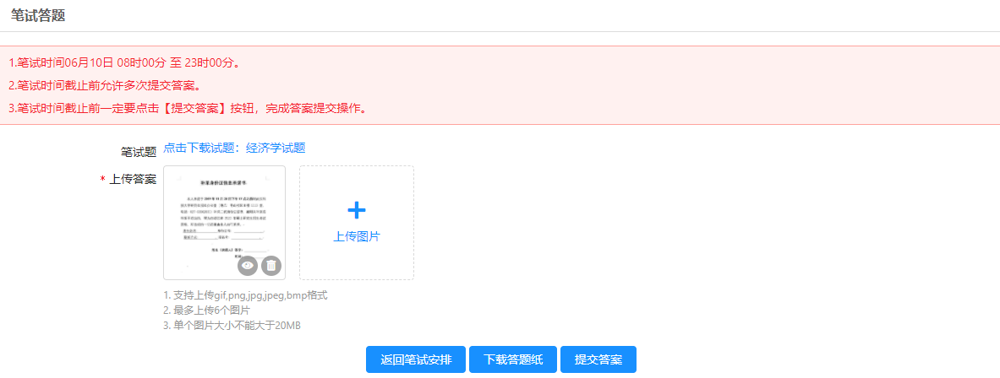 笔试答题
1.笔试时间06月10日 08时00分 至 23时00分。
2.笔试时间截止前允许多次提交答案。
3.笔试时间截止前一定要点击【提交答案】按钮，完成答案提交操作。
笔试题 点击下载试题：经济学试题
* 上传答案
上传图片
1. 支持上传gif,png,jpg,jpeg,bmp格式
2. 最多上传6个图片
3. 单个图片大小不能大于20MB
返回笔试安排 下载答题纸 提交答案